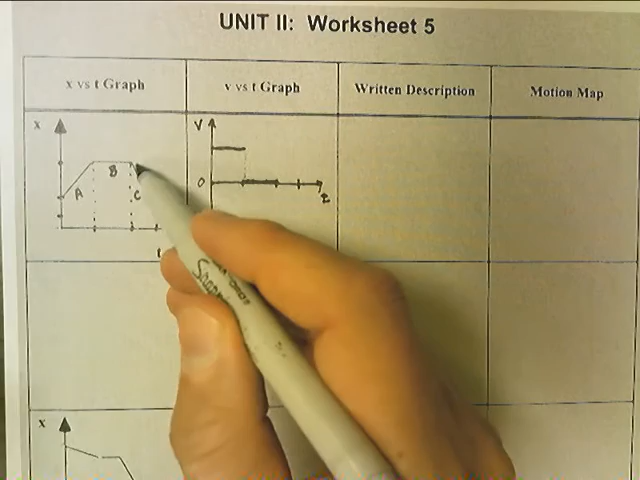 UNIT II: Worksheet 5
x vs t Graph
v vs t Graph
Written Description
Motion Map
x
A
B
C
t
V
0
x